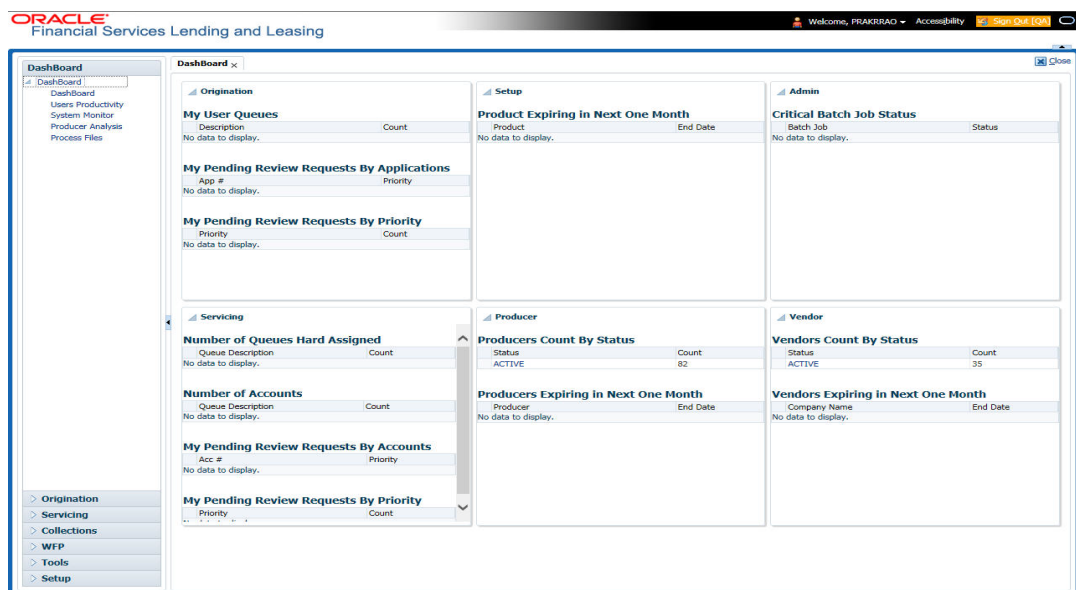 ORACLE
Financial Services Lending and Leasing
Welcome, PRAKRRAO
Accessibility
Sign Out [QA]
DashBoard
DashBoard
DashBoard
Users Productivity
System Monitor
Producer Analysis
Process Files
Origination
Servicing
Collections
WFP
Tools
Setup
DashBoard
Close
Origination
My User Queues
Description Count
No data to display.
My Pending Review Requests By Applications
App # Priority
No data to display.
My Pending Review Requests By Priority
Priority Count
No data to display.
Setup
Product Expiring in Next One Month
Product End Date
No data to display.
Admin
Critical Batch Job Status
Batch Job Status
No data to display.
Servicing
Number of Queues Hard Assigned
Queue Description Count
No data to display.
Number of Accounts
Queue Description Count
No data to display.
My Pending Review Requests By Accounts
Acc # Priority
No data to display.
My Pending Review Requests By Priority
Priority Count
Producer
Producers Count By Status
Status Count
ACTIVE 82
Producers Expiring in Next One Month
Producer End Date
No data to display.
Vendor
Vendors Count By Status
Status Count
ACTIVE 35
Vendors Expiring in Next One Month
Company Name End Date
No data to display.